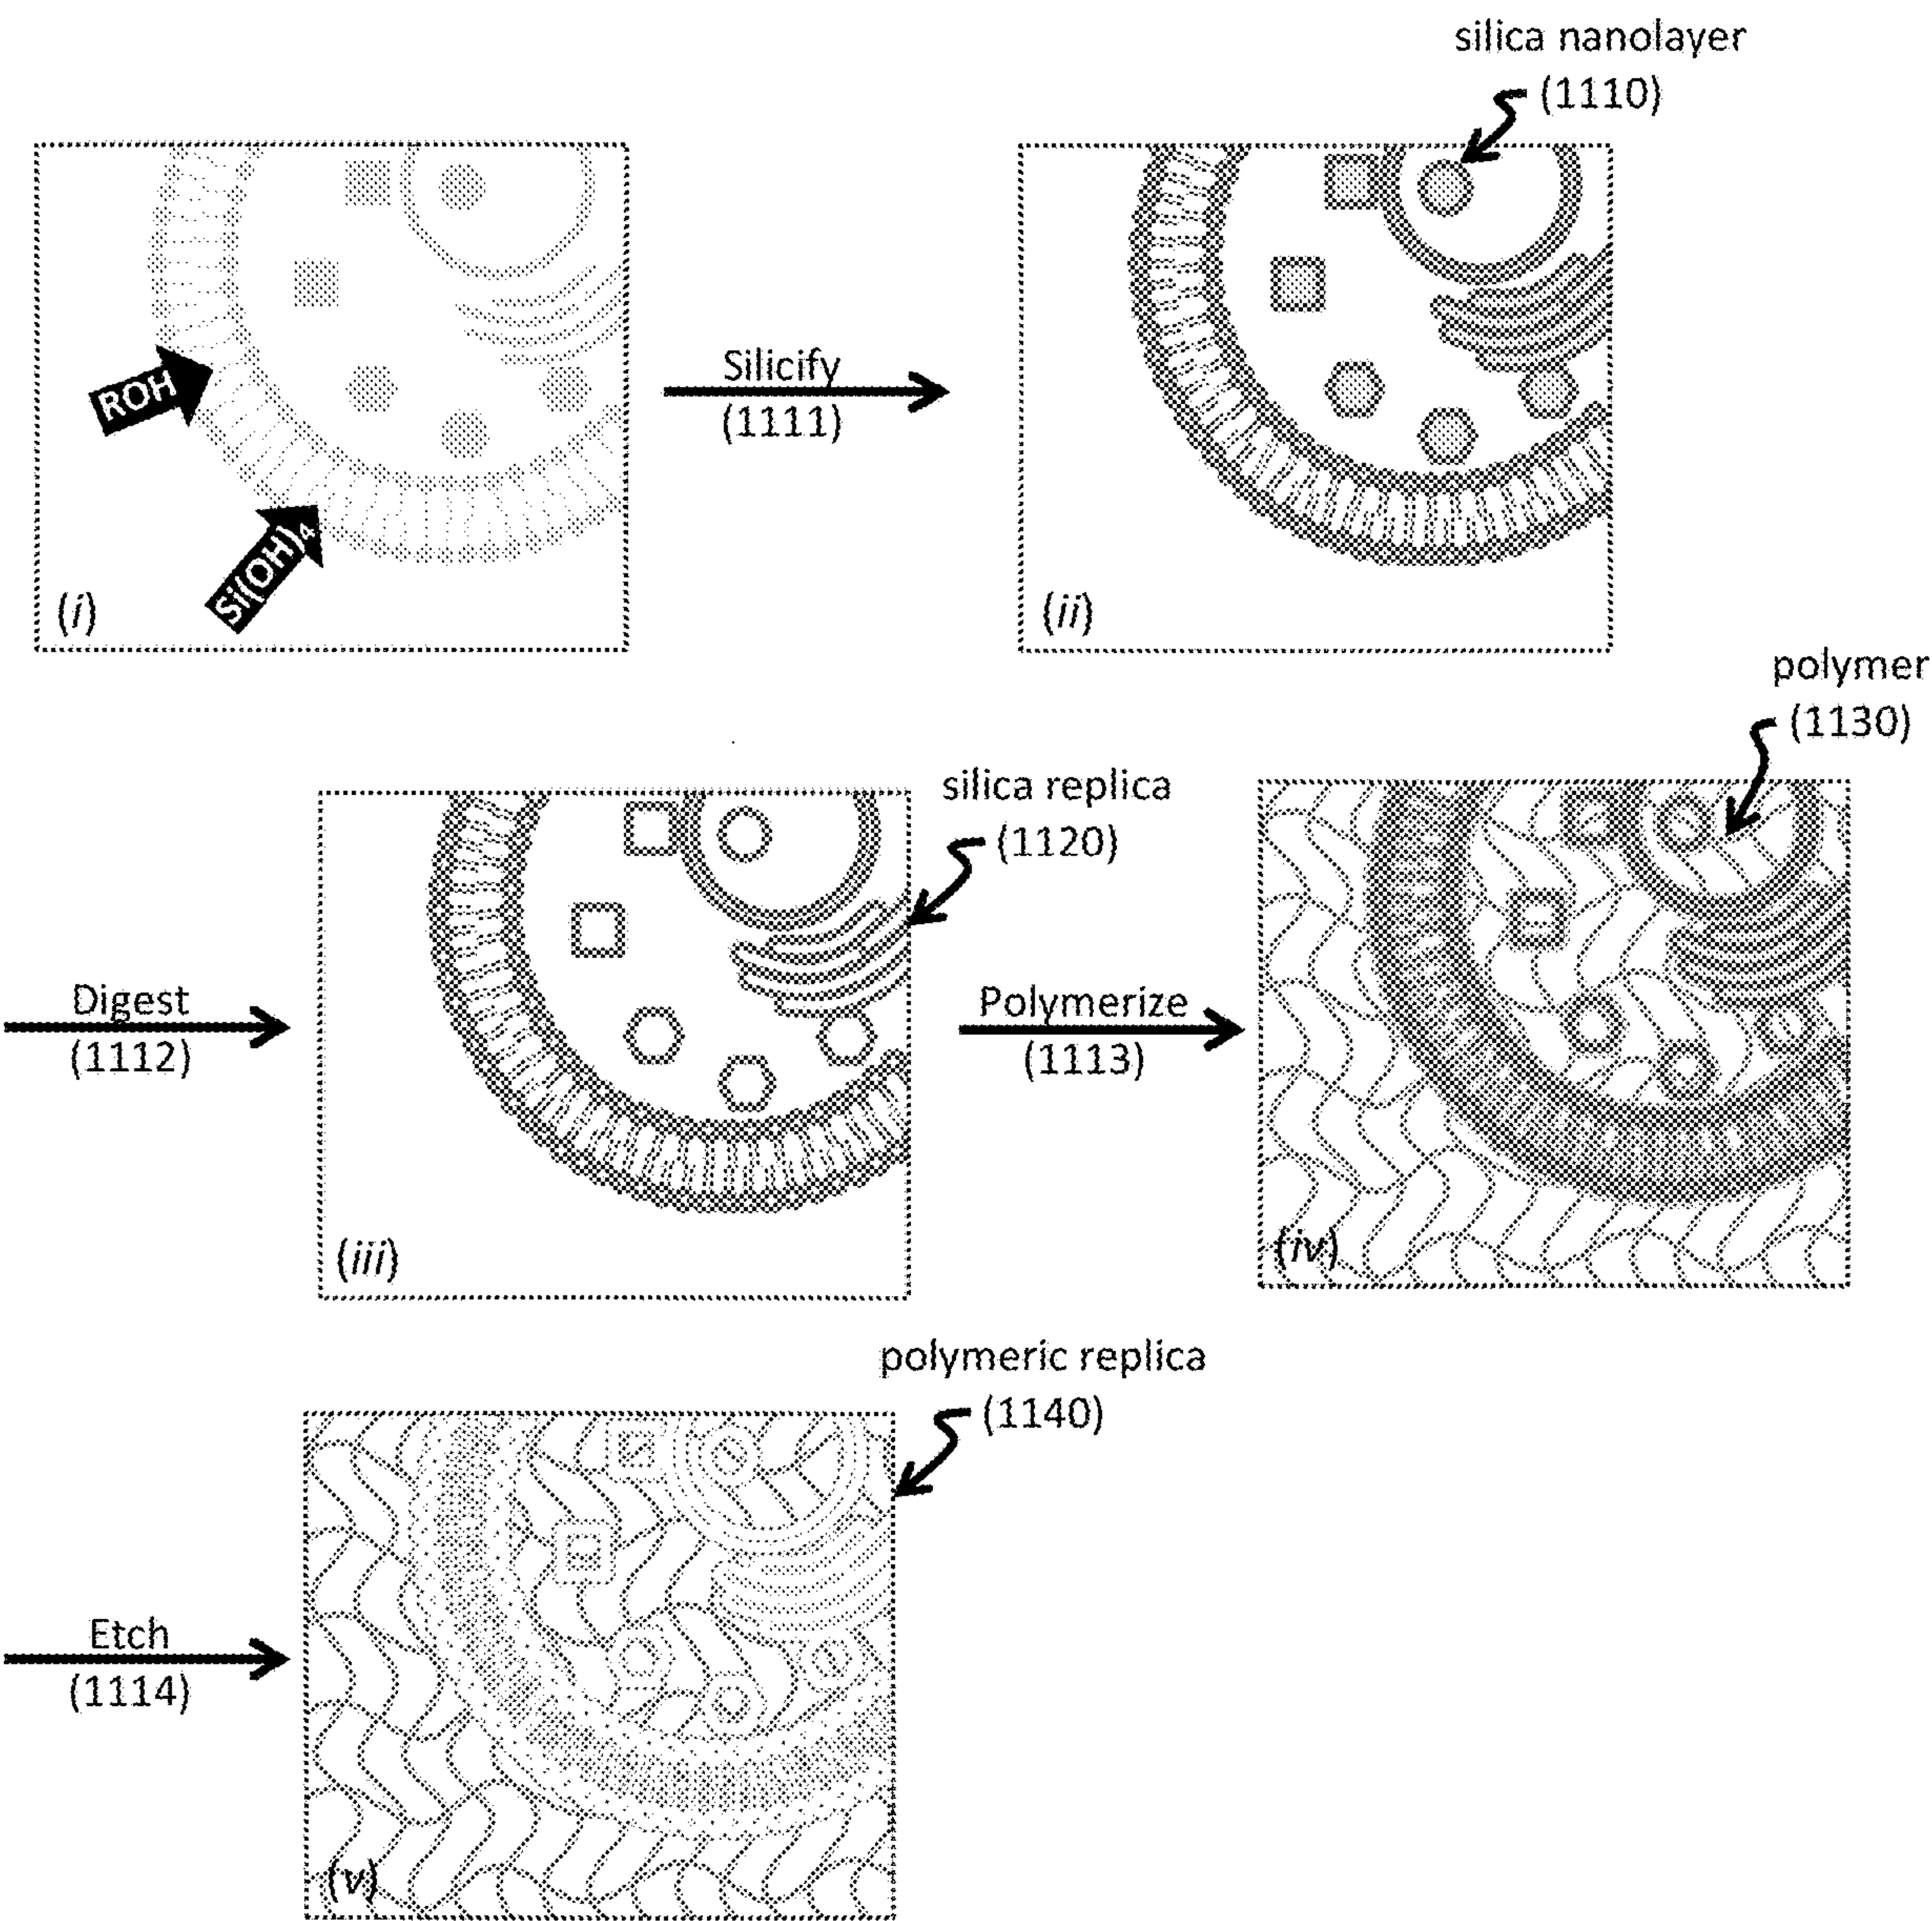 silica nanolayer
(1110)
ROH
Si(OH)4
(i)
Silicify
(1111)
(ii)
polymer
(1130)
silica replica
(1120)
Digest
(1112)
(iii)
Polymerize
(1113)
(iv)
polymeric replica
(1140)
Etch
(1114)
(v)